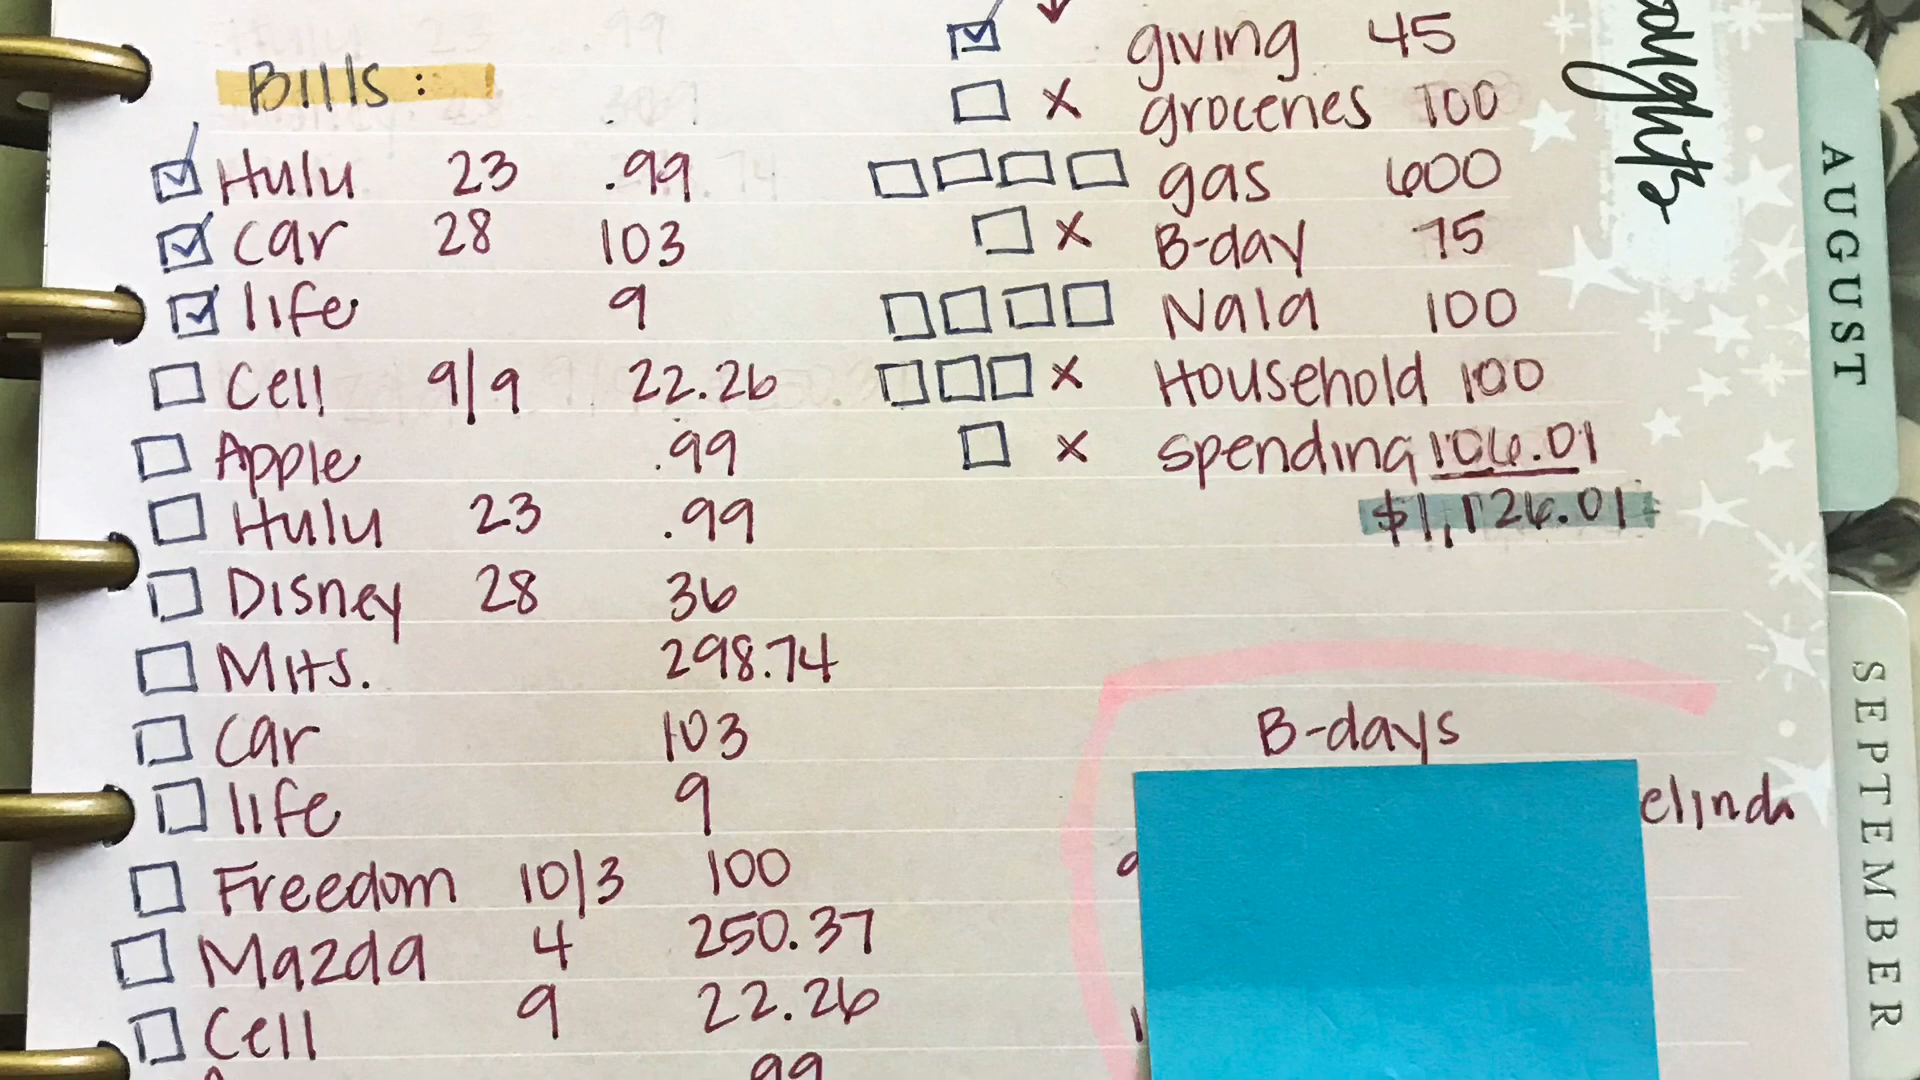 Bills:
Hulu 23 .99
car 28 103
life 9
Cell 9/9 22.26
Apple .99
Hulu 23 .99
Disney 28 36
Mits. 298.74
car 103
life 9
Freedom 10/3 100
Mazda 4 250.37
Cell 9 22.26
.99
giving 45
x groceries 100
gas 600
x B-day 75
Nala 100
x Household 100
x spending 106.01
$1,126.01
B-days
elinda
oughts
AUGUST
SEPTEMBER